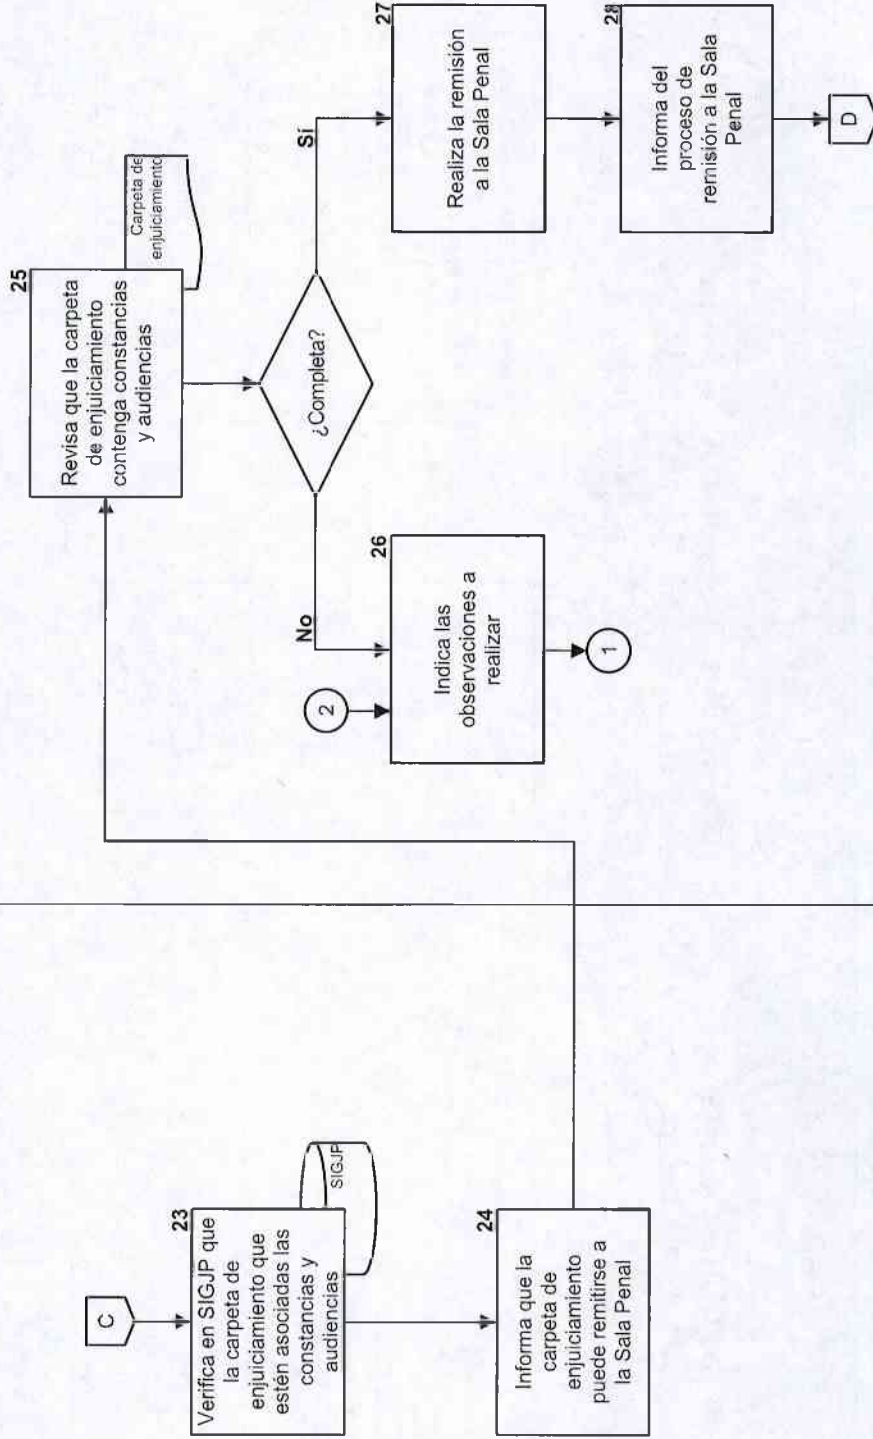 C
23
Verifica en SIGJP que
la carpeta de
enjuiciamiento que
estén asociadas las
constancias y
audiencias
SIGJP
24
Informa que la
carpeta de
enjuiciamiento
puede remitirse a
la Sala Penal
25
Revisa que la carpeta
de enjuiciamiento
contenga constancias
y audiencias
Carpeta de
enjuiciamiento
¿Completa?
No
Sí
2
26
Indica las
observaciones a
realizar
1
27
Realiza la remisión
a la Sala Penal
28
Informa del
proceso de
remisión a la Sala
Penal
D